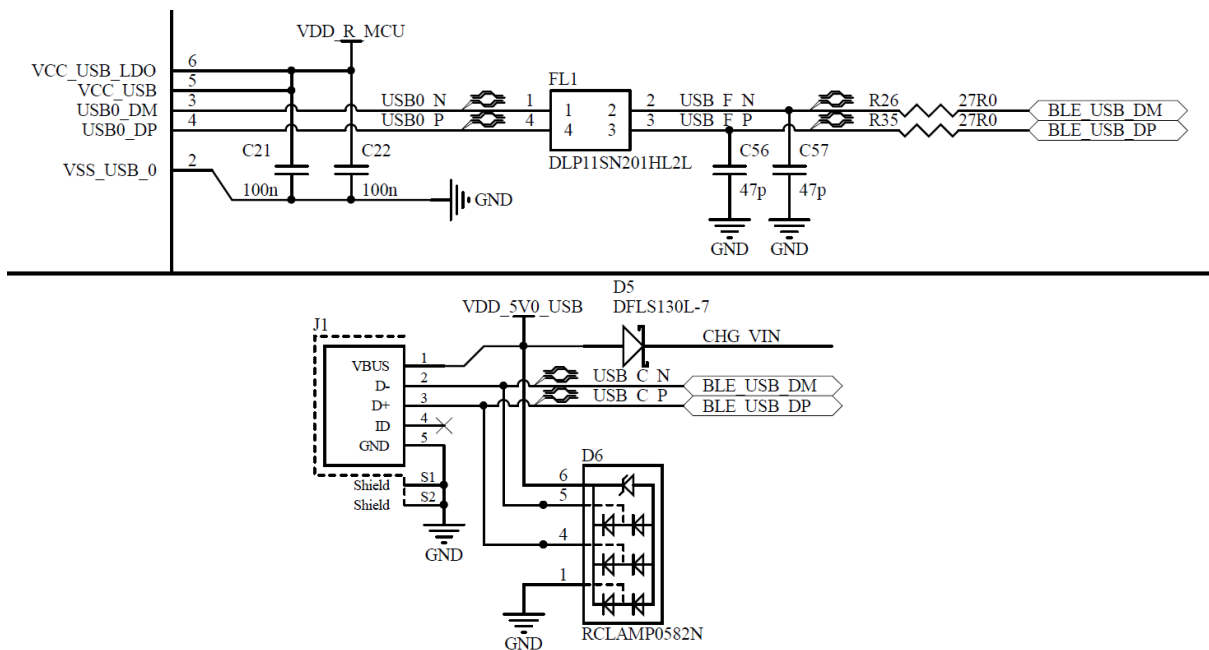 VDD_R_MCU
VCC_USB_LDO 6
VCC_USB 5
USB0_DM 3 USB0_N 1 FL1 1 2 2 USB_F_N R26 27R0 BLE_USB_DM
USB0_DP 4 USB0_P 4 4 3 3 USB_F_P R35 27R0 BLE_USB_DP
DLP11SN201HL2L
VSS_USB_0 2
C21 100n
C22 100n
GND
C56 47p
C57 47p
GND
GND
D5
VDD_5V0_USB DFLS130L-7
CHG_VIN
J1
VBUS 1
D- 2 USB_C_N BLE_USB_DM
D+ 3 USB_C_P BLE_USB_DP
ID 4
GND 5
Shield S1
Shield S2
GND
D6
6
5
4
1
GND
RCLAMP0582N